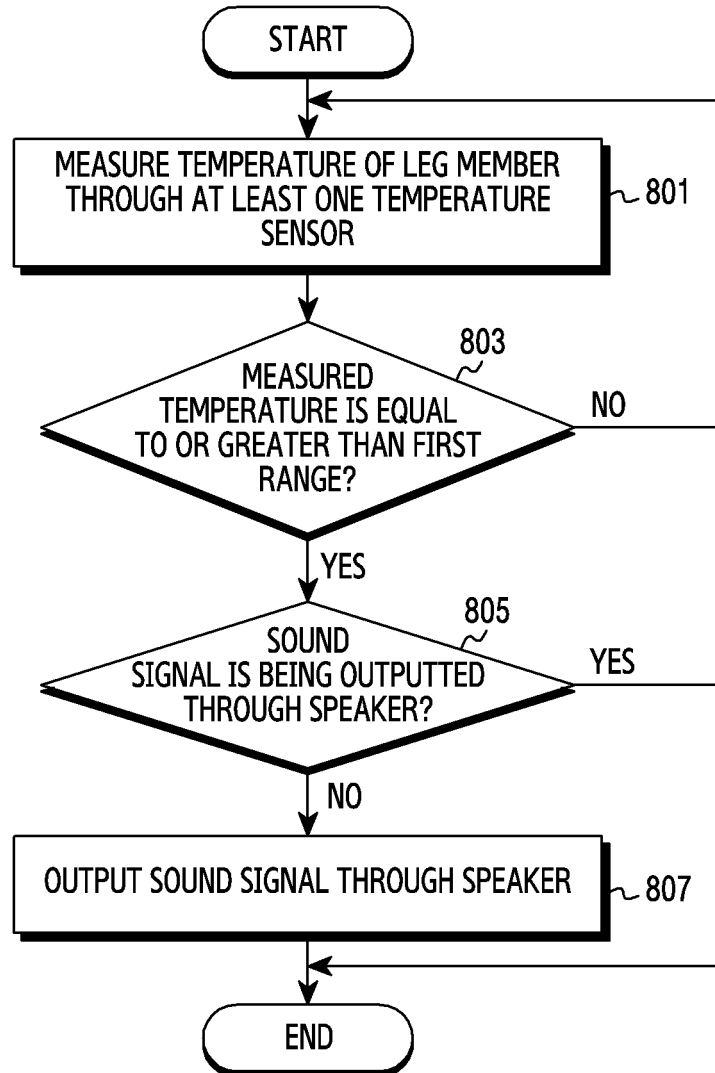 START
MEASURE TEMPERATURE OF LEG MEMBER
THROUGH AT LEAST ONE TEMPERATURE
SENSOR
801
803
MEASURED
TEMPERATURE IS EQUAL
TO OR GREATER THAN FIRST
RANGE?
NO
YES
805
SOUND
SIGNAL IS BEING OUTPUTTED
THROUGH SPEAKER?
YES
NO
OUTPUT SOUND SIGNAL THROUGH SPEAKER
807
END